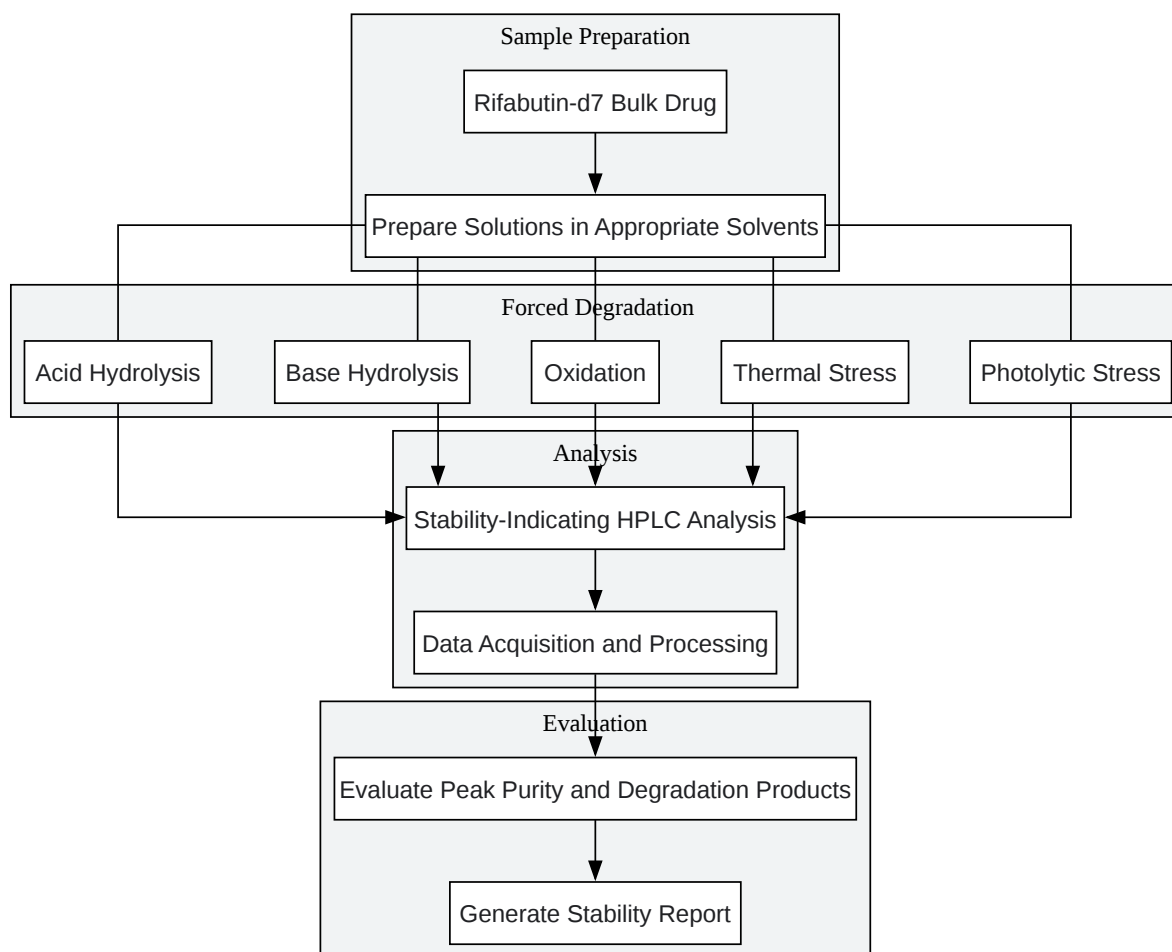 Sample Preparation
Rifabutin-d7 Bulk Drug
Prepare Solutions in Appropriate Solvents
Forced Degradation
Acid Hydrolysis
Base Hydrolysis
Oxidation
Thermal Stress
Photolytic Stress
Analysis
Stability-Indicating HPLC Analysis
Data Acquisition and Processing
Evaluation
Evaluate Peak Purity and Degradation Products
Generate Stability Report